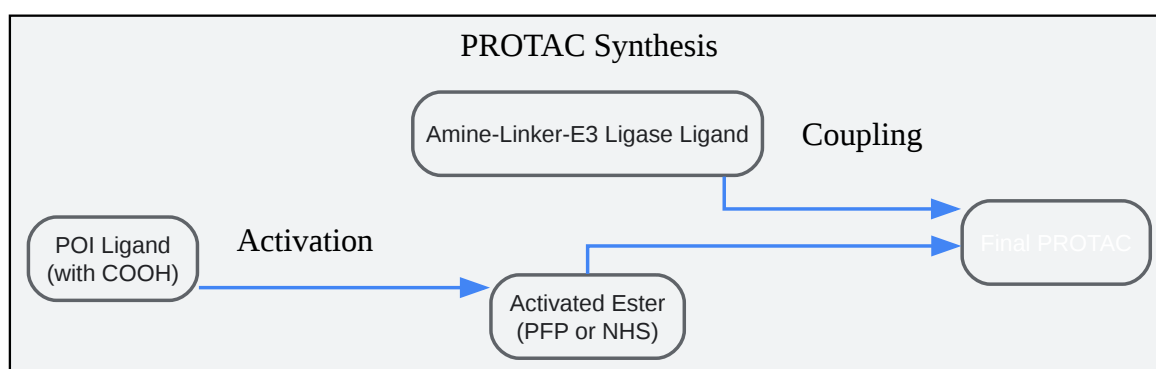 PROTAC Synthesis
Amine-Linker-E3 Ligase Ligand
Coupling
POI Ligand
(with COOH)
Activation
Final PROTAC
Activated Ester
(PFP or NHS)